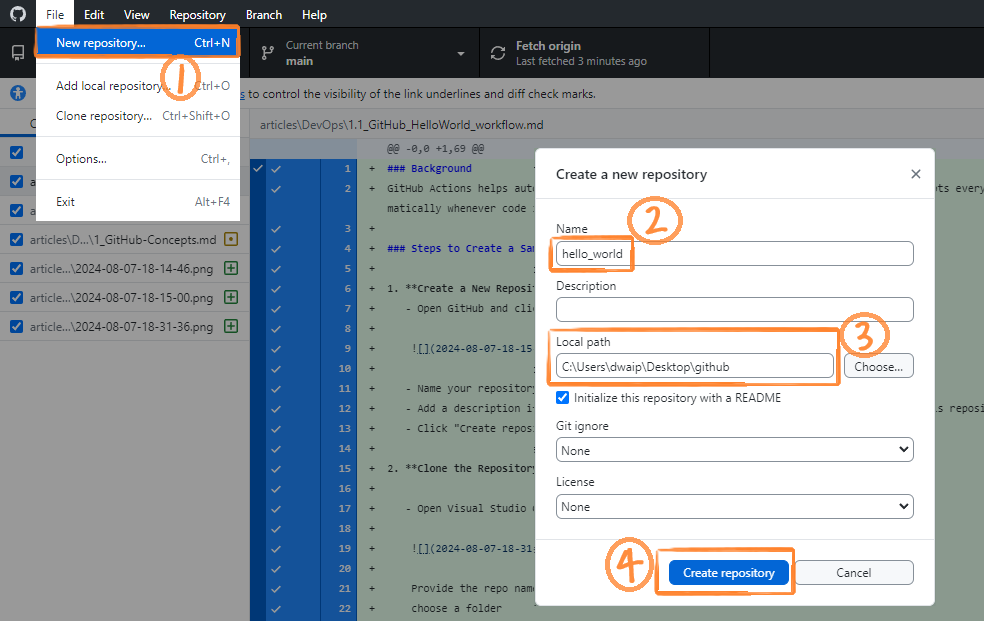 File Edit View Repository Branch Help
New repository... Ctrl+N
Add local repository... Ctrl+O
Clone repository... Ctrl+Shift+O
Options... Ctrl+,
Exit Alt+F4
1
Current branch
main
Fetch origin
Last fetched 3 minutes ago
to control the visibility of the link underlines and diff check marks.
articles\DevOps\1.1_GitHub_HelloWorld_workflow.md
articles\D...\1_GitHub-Concepts.md
article...\2024-08-07-18-14-46.png
article...\2024-08-07-18-15-00.png
article...\2024-08-07-18-31-36.png
@@ -0,0 +1,69 @@
1 + ### Background
2 + GitHub Actions helps
matically whenever code
3 +
4 + ### Steps to Create a
5 +
6 + 1. **Create a New
7 + - Open GitHub and
8 +
9 + ![](2024-08-07-18-15
10 +
11 + - Name your repository
12 + - Add a description
13 + - Click "Create
14 +
15 + 2. **Clone the Repository
16 +
17 + - Open Visual Studio
18 +
19 + ![](2024-08-07-18-31
20 +
21 + Provide the repo name
22 + choose a folder
Create a new repository
Name
2
hello_world
Description
Local path
3
C:\Users\dwaip\Desktop\github
Choose...
Initialize this repository with a README
Git ignore
None
License
None
4
Create repository Cancel